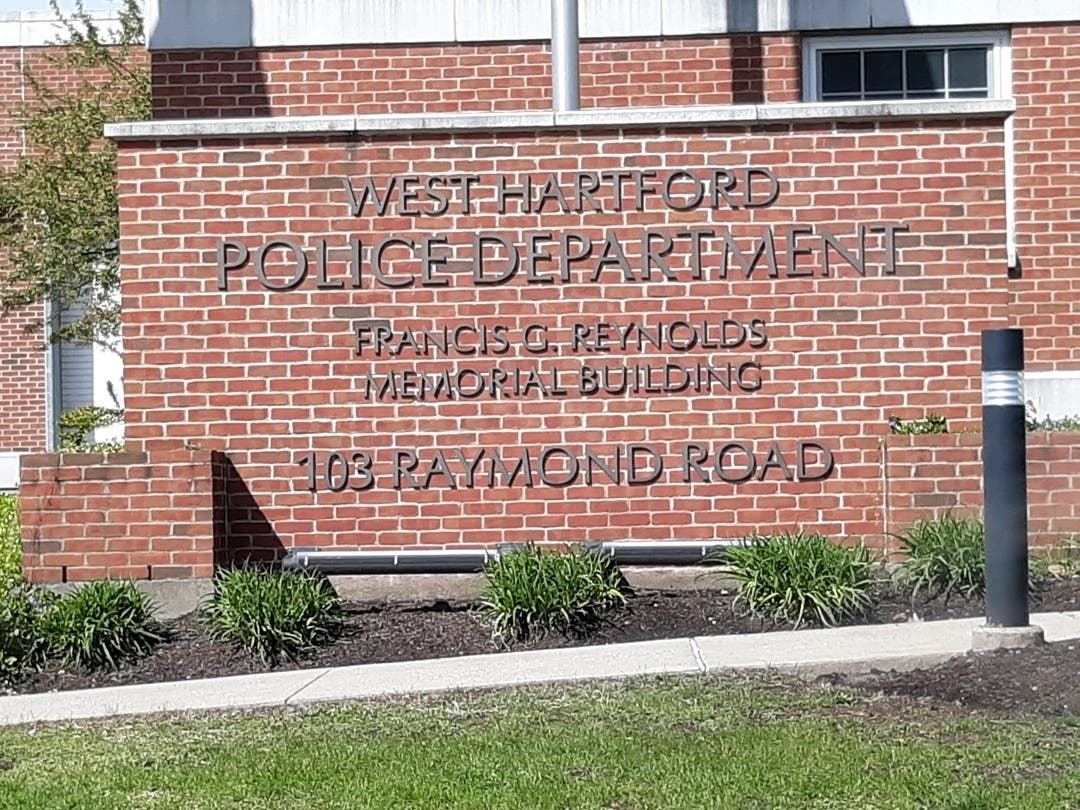 WEST HARTFORD
POLICE DEPARTMENT
FRANCIS G. REYNOLDS
MEMORIAL BUILDING
103 RAYMOND ROAD